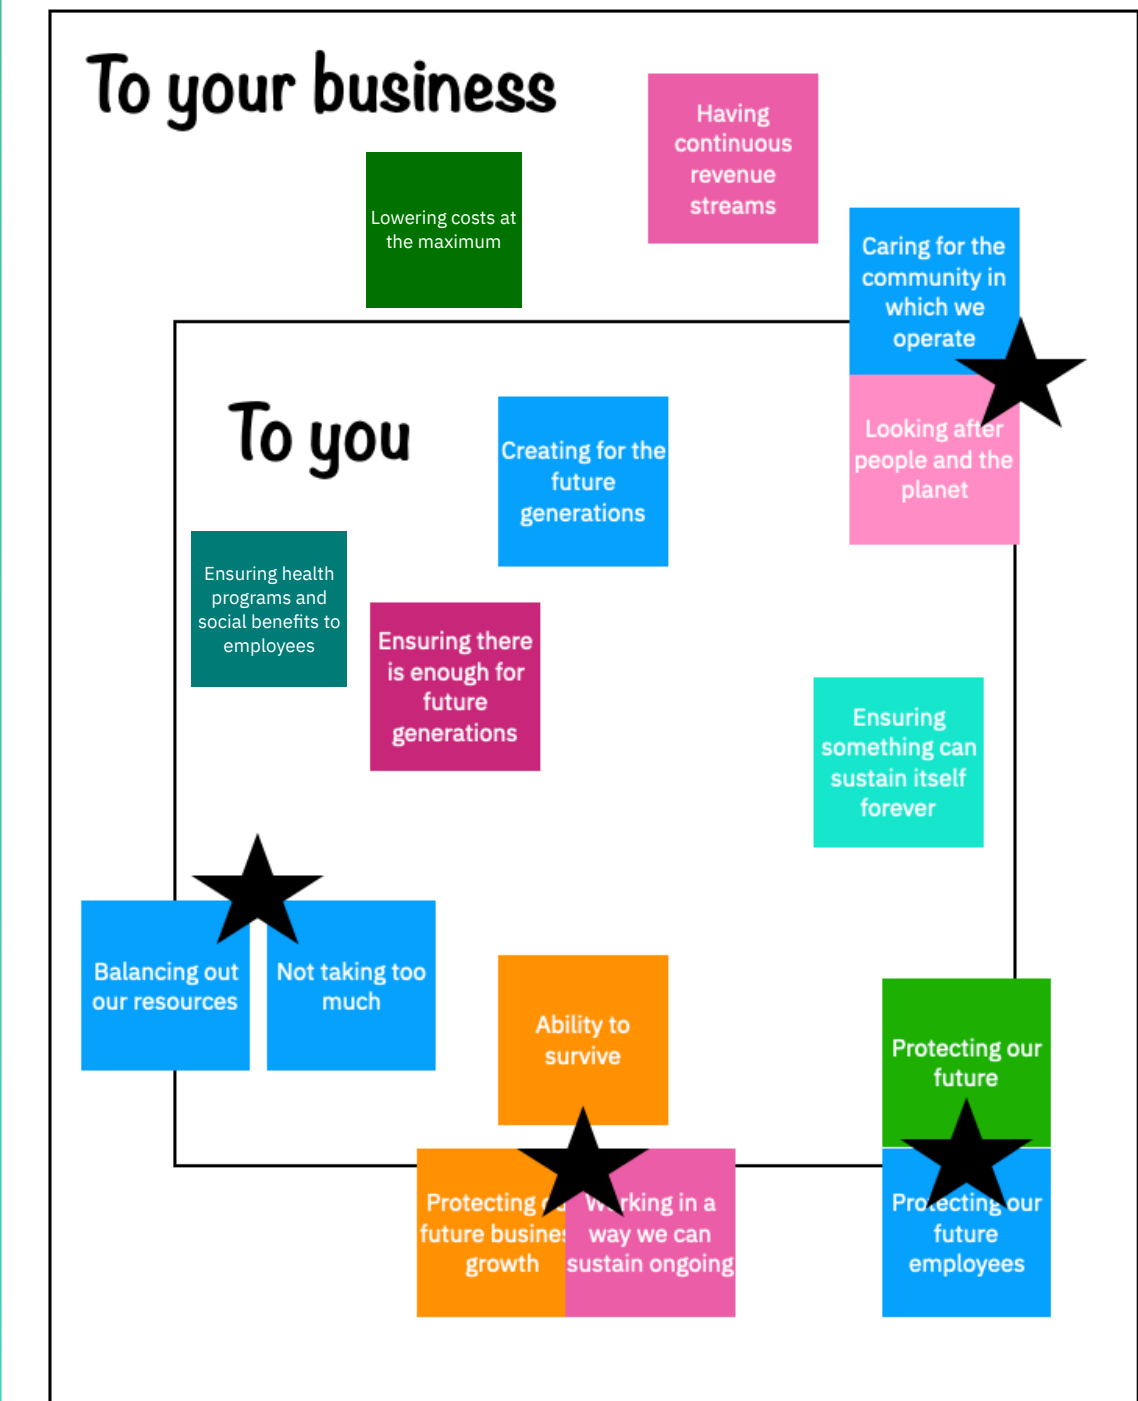 To your business
Having
continuous
revenue
streams
Lowering costs at
the maximum
Caring for the
community in
which we
operate
Looking after
people and the
planet
To you
Creating for the
future
generations
Ensuring health
programs and
social benefits to
employees
Ensuring there
is enough for
future
generations
Ensuring
something can
sustain itself
forever
Balancing out
our resources
Not taking too
much
Ability to
survive
Protecting our
future
Protecting
future
growth
Working in a
way we can
sustain ongoing
Protecting our
future
employees